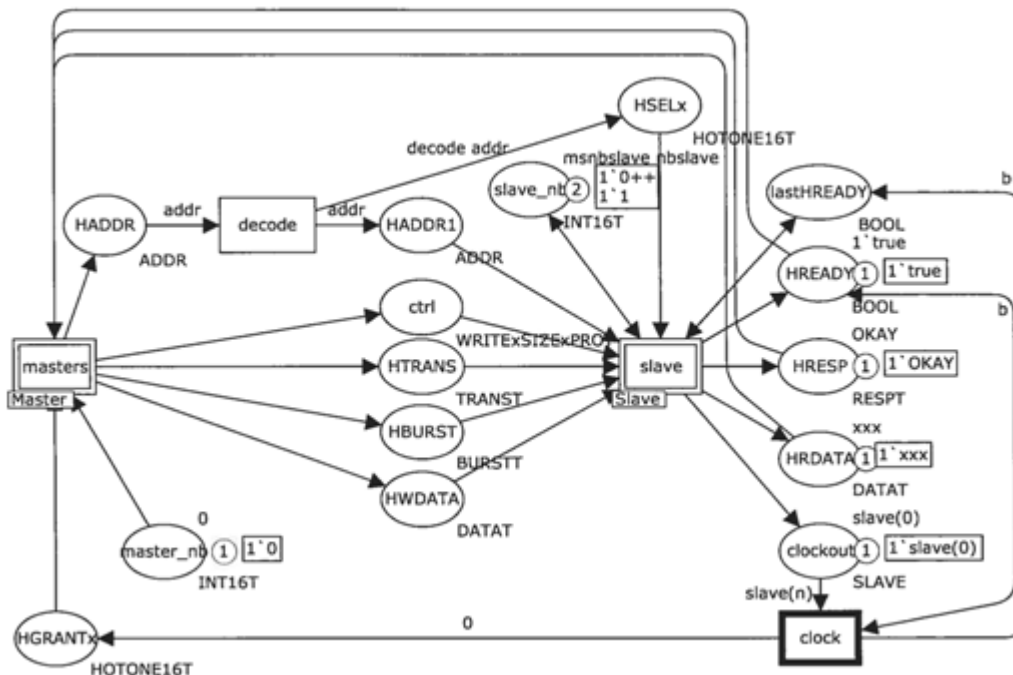 HSELx
decode addr
HOTONE16T
msnbslave nbslave
slave_nb
2
1`0++
1`1
INT16T
lastHREADY
b
BOOL
HADDR
addr
decode
addr
HADDR1
ADDR
ADDR
1`true
HREADY
1
1`true
BOOL
b
ctrl
WRITExSIZExPRO
masters
Master
HTRANS
TRANST
slave
Slave
OKAY
HRESP
1
1`OKAY
RESPT
HBURST
BURSTT
xxx
HRDATA
1
1`xxx
DATAT
HWDATA
DATAT
0
master_nb
1
1`0
INT16T
slave(0)
clockout
1
1`slave(0)
SLAVE
slave(n)
0
HGRANTx
HOTONE16T
clock